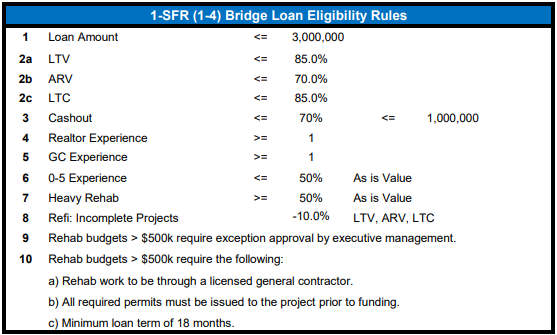 1-SFR (1-4) Bridge Loan Eligibility Rules
1 Loan Amount <= 3,000,000
2a LTV <= 85.0%
2b ARV <= 70.0%
2c LTC <= 85.0%
3 Cashout <= 70% <= 1,000,000
4 Realtor Experience >= 1
5 GC Experience >= 1
6 0-5 Experience <= 50% As is Value
7 Heavy Rehab >= 50% As is Value
8 Refi: Incomplete Projects -10.0% LTV, ARV, LTC
9 Rehab budgets > $500k require exception approval by executive management.
10 Rehab budgets > $500k require the following:
a) Rehab work to be through a licensed general contractor.
b) All required permits must be issued to the project prior to funding.
c) Minimum loan term of 18 months.